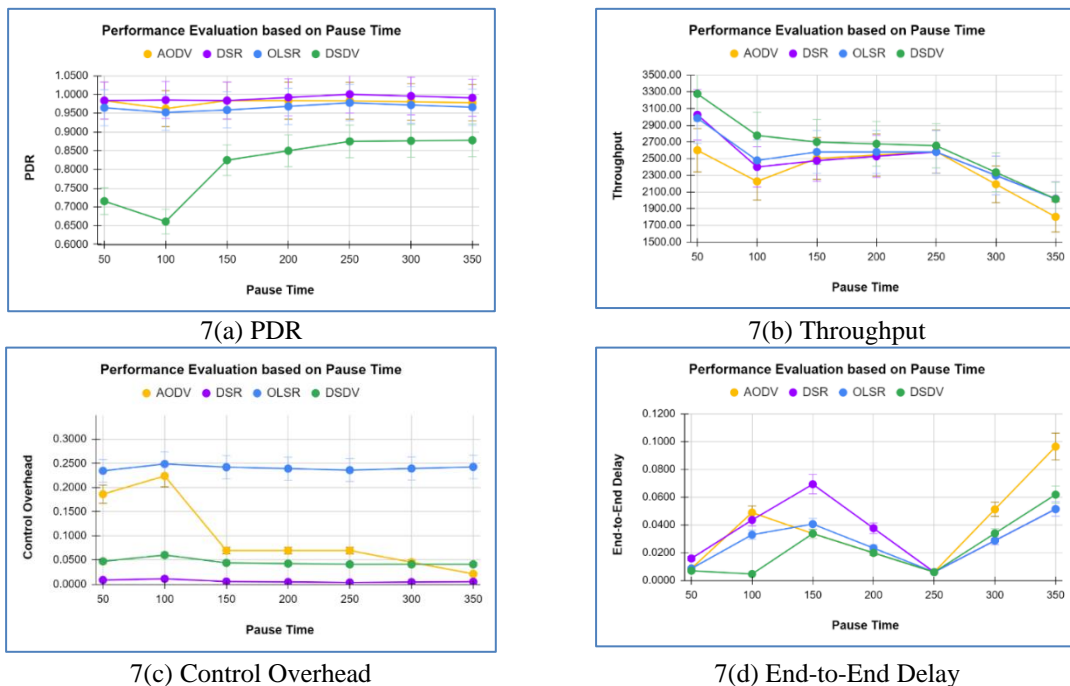 Performance Evaluation based on Pause Time
AODV DSR OLSR DSDV
1.0500
1.0000
0.9500
0.9000
0.8500
0.8000
0.7500
0.7000
0.6500
0.6000
PDR
50 100 150 200 250 300 350
Pause Time
7(a) PDR
Performance Evaluation based on Pause Time
AODV DSR OLSR DSDV
3500.00
3300.00
3100.00
2900.00
2700.00
2500.00
2300.00
2100.00
1900.00
1700.00
1500.00
Throughput
50 100 150 200 250 300 350
Pause Time
7(b) Throughput
Performance Evaluation based on Pause Time
AODV DSR OLSR DSDV
0.3000
0.2500
0.2000
0.1500
0.1000
0.0500
0.0000
Control Overhead
50 100 150 200 250 300 350
Pause Time
7(c) Control Overhead
Performance Evaluation based on Pause Time
AODV DSR OLSR DSDV
0.1200
0.1000
0.0800
0.0600
0.0400
0.0200
0.0000
End-to-End Delay
50 100 150 200 250 300 350
Pause Time
7(d) End-to-End Delay